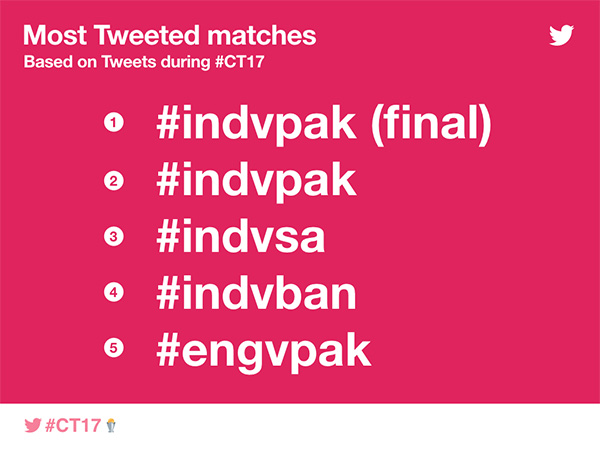 Most Tweeted matches
Based on Tweets during #CT17
1 #indvpak (final)
2 #indvpak
3 #indvsa
4 #indvban
5 #engvpak
#CT17